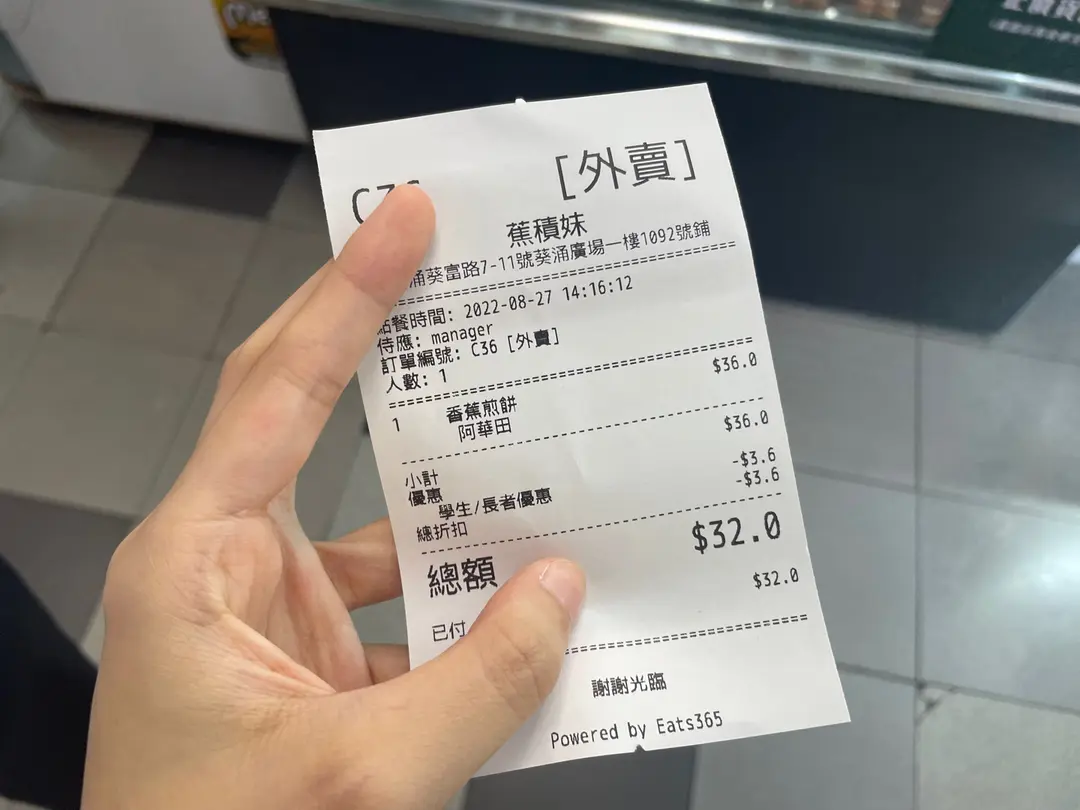 C36 [外賣]
蕉積妹
涌葵富路7-11號葵涌廣場一樓1092號鋪
點餐時間: 2022-08-27 14:16:12
侍應: manager
訂單編號: C36 [外賣]
人數: 1
1 香蕉煎餅 $36.0
阿華田
小計 $36.0
優惠
學生/長者優惠 -$3.6
總折扣 -$3.6
總額 $32.0
已付 $32.0
謝謝光臨
Powered by Eats365